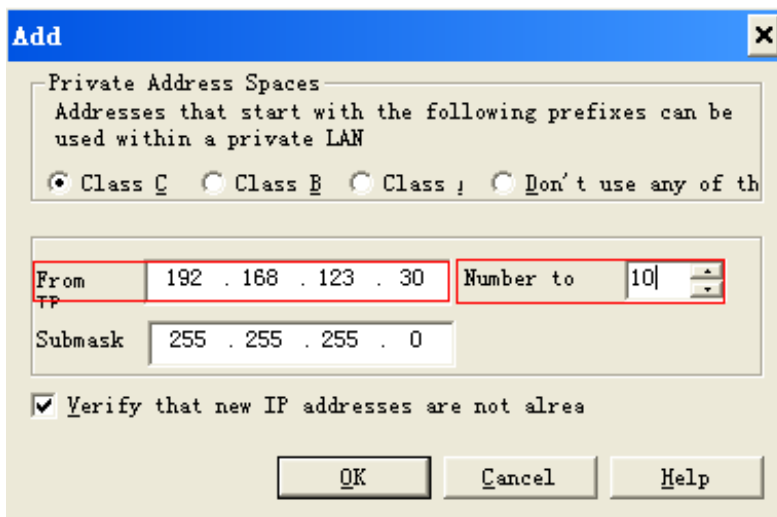 Add
Private Address Spaces
Addresses that start with the following prefixes can be
used within a private LAN
Class C Class B Class Don't use any of th
From 192 . 168 . 123 . 30 Number to 10
IP
Submask 255 . 255 . 255 . 0
Verify that new IP addresses are not alrea
OK Cancel Help